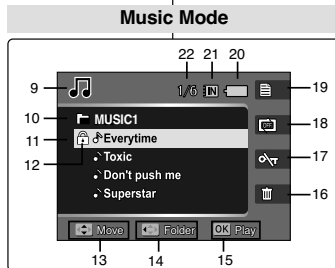 Music Mode
22 21 20
9 1/6 IN 19
10 MUSIC1
11 Everytime 18
12 Toxic OFF
Don't push me 17
Superstar 16
Move Folder OK Play
13 14 15